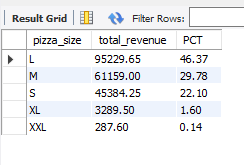 Result Grid Filter Rows:
pizza_size total_revenue PCT
L 95229.65 46.37
M 61159.00 29.78
S 45384.25 22.10
XL 3289.50 1.60
XXL 287.60 0.14